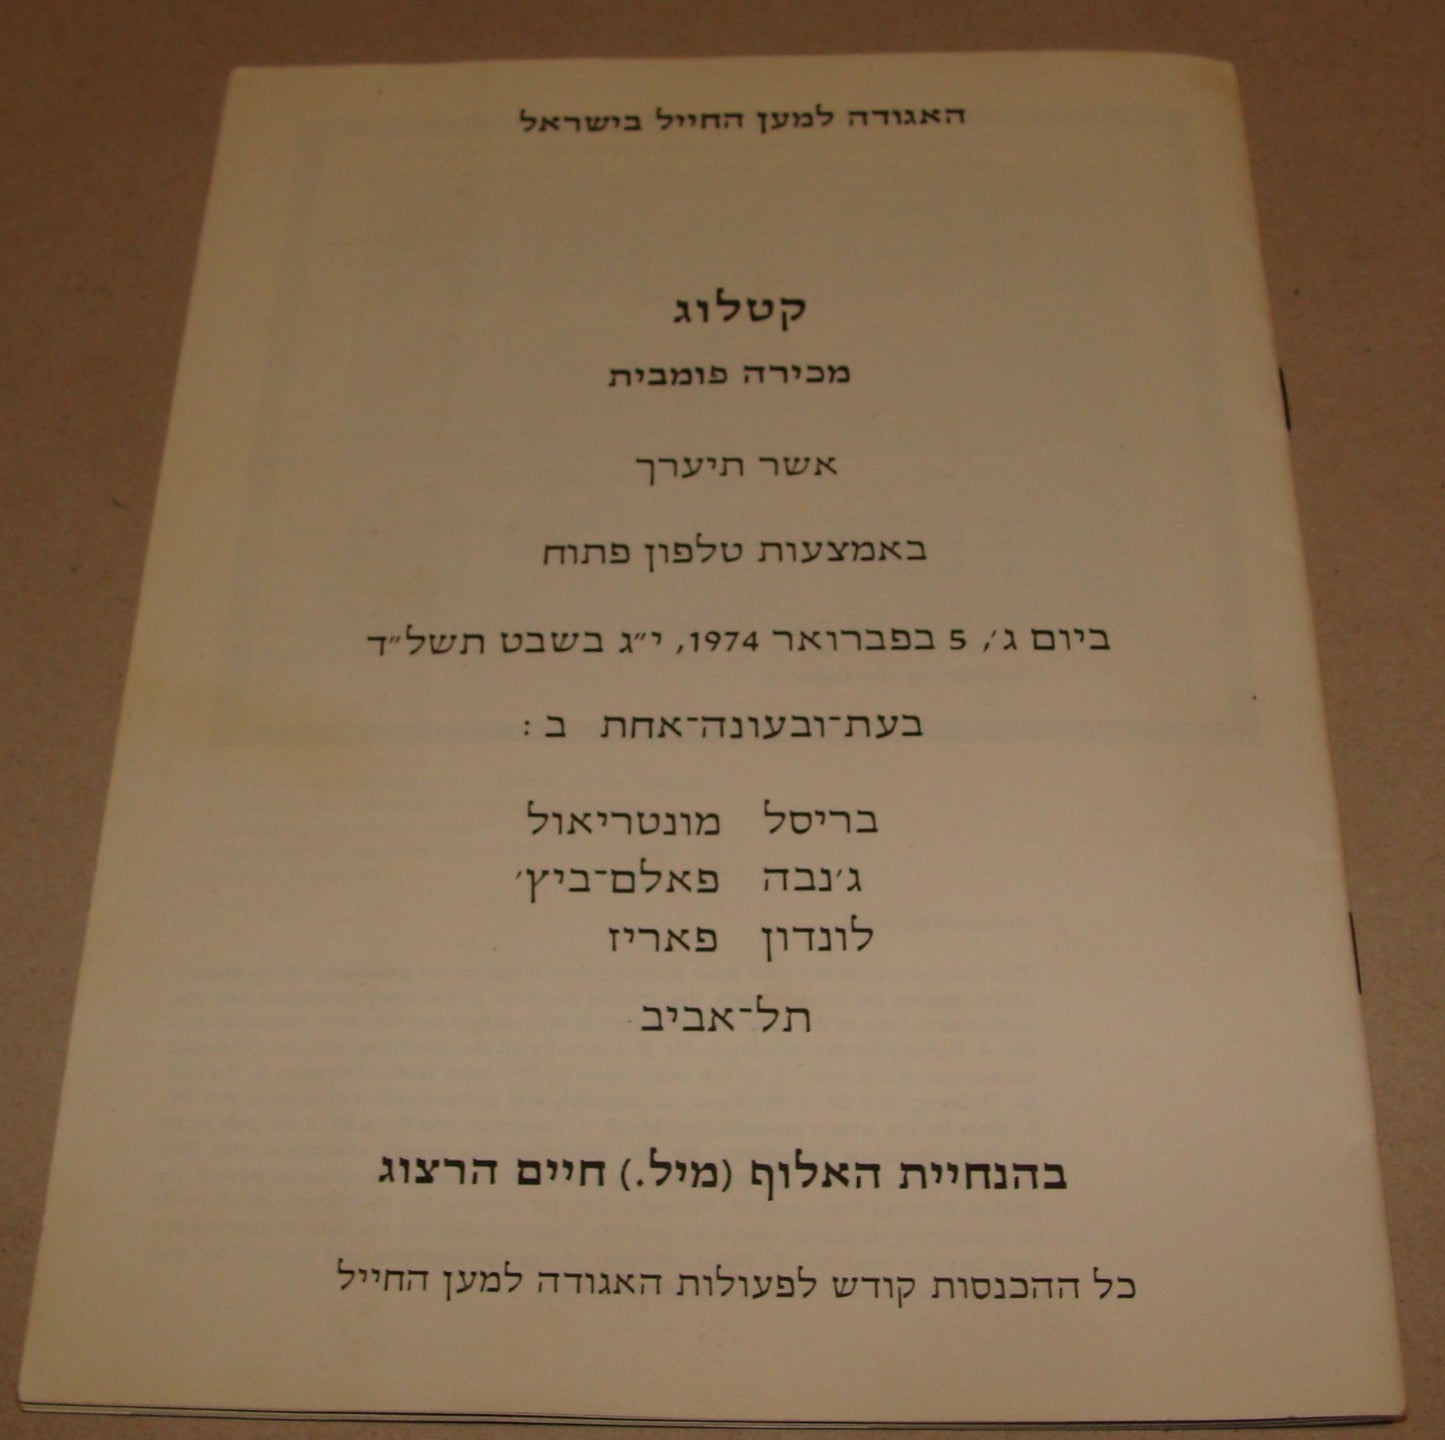 האגודה למען החייל בישראל
קטלוג
מכירה פומבית
אשר תיערך
באמצעות טלפון פתוח
ביום ג׳, 5 בפברואר 1974, י״ג בשבט תשל״ד
בעת־ובעונה־אחת ב:
בריסל מונטריאול
ג׳נבה פאלם־ביץ׳
לונדון פאריז
תל־אביב
בהנחיית האלוף (מיל.) חיים הרצוג
כל ההכנסות קודש לפעולות האגודה למען החייל